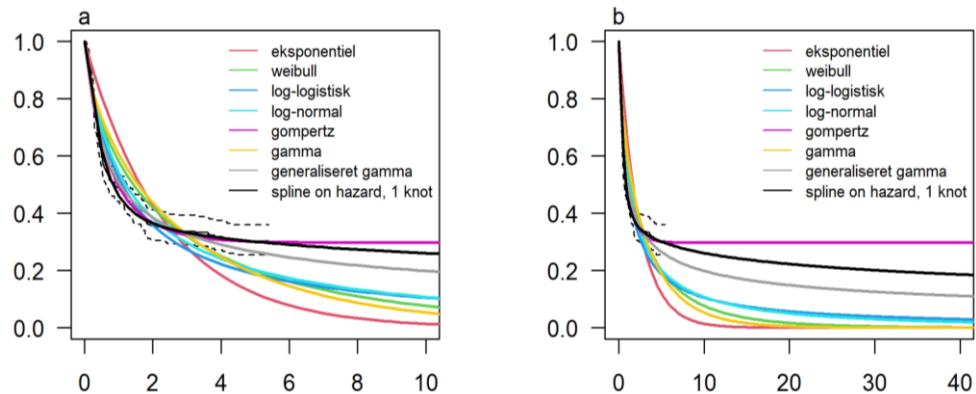 a
1.0
0.8
0.6
0.4
0.2
0.0
0 2 4 6 8 10
eksponentiel
weibull
log-logistisk
log-normal
gompertz
gamma
generaliseret gamma
spline on hazard, 1 knot
b
1.0
0.8
0.6
0.4
0.2
0.0
0 10 20 30 40
eksponentiel
weibull
log-logistisk
log-normal
gompertz
gamma
generaliseret gamma
spline on hazard, 1 knot